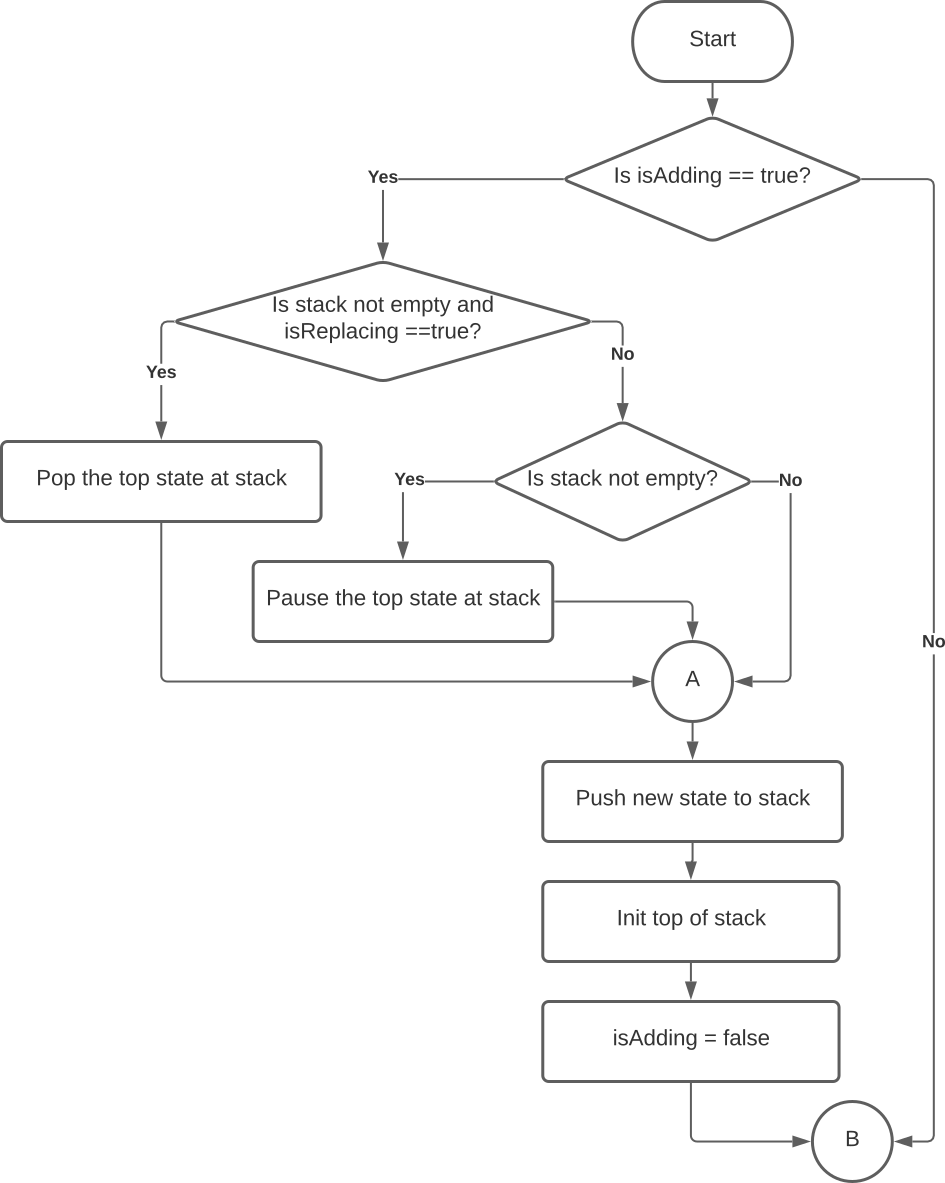 Start
Is isAdding == true?
Yes
Is stack not empty and
isReplacing ==true?
Yes
No
Pop the top state at stack
Is stack not empty?
Yes
No
Pause the top state at stack
No
A
Push new state to stack
Init top of stack
isAdding = false
B